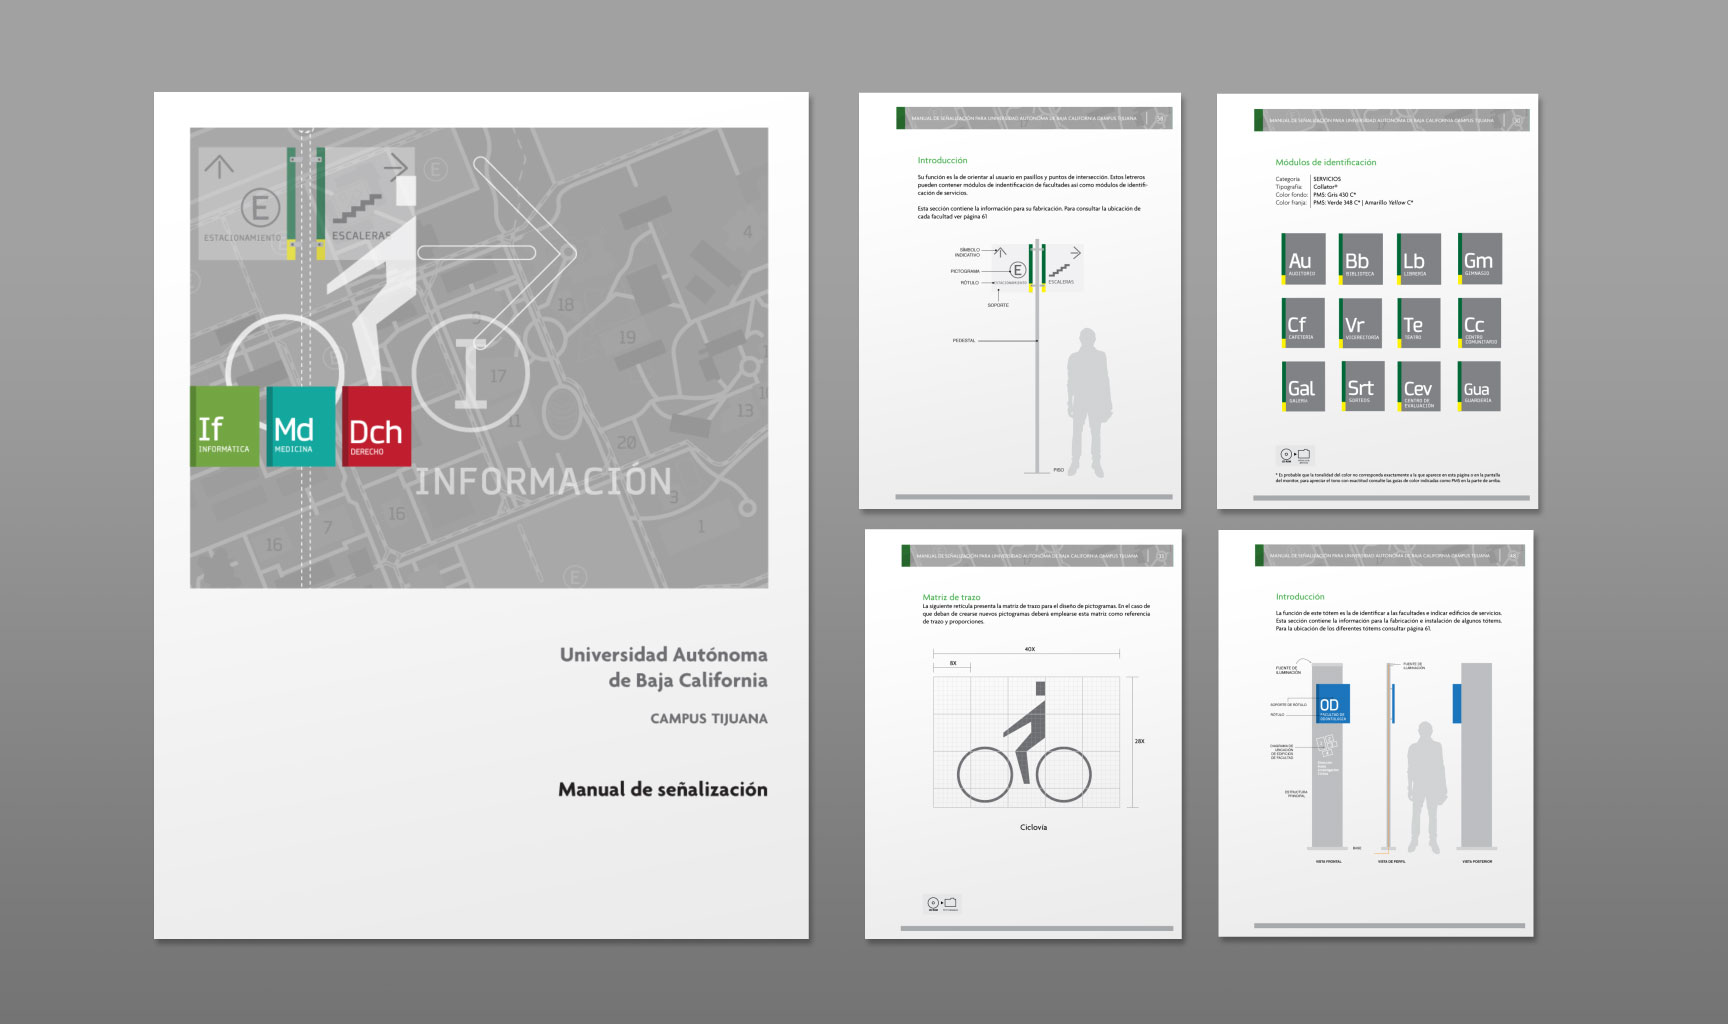 E
ESTACIONAMIENTO
ESCALERAS
E
4
18
9
19
E
17
I
13
11
20
If
INFORMÁTICA
Md
MEDICINA
Dch
DERECHO
INFORMACIÓN
3
7
16
1
16
E
Universidad Autónoma
de Baja California
CAMPUS TIJUANA
Manual de señalización
MANUAL DE SEÑALIZACIÓN PARA UNIVERSIDAD AUTÓNOMA DE BAJA CALIFORNIA CAMPUS TIJUANA
Introducción
Su función es la de orientar al usuario en pasillos y puntos de intersección. Estos letreros
pueden contener módulos de indentificación de facultades así como módulos de identifi-
cación de servicios.
Esta sección contiene la información para su fabricación. Para consultar la ubicación de
cada facultad ver página 61
SÍMBOLO
INDICATIVO
PICTOGRAMA
E
RÓTULO
ESTACIONAMIENTO
ESCALERAS
SOPORTE
PEDESTAL
PISO
MANUAL DE SEÑALIZACIÓN PARA UNIVERSIDAD AUTÓNOMA DE BAJA CALIFORNIA CAMPUS TIJUANA
Módulos de identificación
Categoría SERVICIOS
Tipografía Collator®
Color fondo: PMS: Gris 430 C*
Color franja: PMS: Verde 348 C* | Amarillo Yellow C*
Au
AUDITORIO
Bb
BIBLIOTECA
Lb
LIBRERÍA
Gm
GIMNASIO
Cf
CAFETERÍA
Vr
VICERECTORÍA
Te
TEATRO
Cc
CENTRO
COMUNITARIO
Gal
GALERÍA
Srt
SORTEOS
Cev
CENTRO DE
EVALUACIÓN
Gua
GUARDERÍA
* Es probable que la tonalidad del color no corresponda exactamente a la que aparece en esta página o en la pantalla
del monitor, para apreciar el tono con exactitud consulte las guías de color indicadas como PMS en la parte de arriba.
MANUAL DE SEÑALIZACIÓN PARA UNIVERSIDAD AUTÓNOMA DE BAJA CALIFORNIA CAMPUS TIJUANA
Matriz de trazo
La siguiente retícula presenta la matriz de trazo para el diseño de pictogramas. En el caso de
que deban de crearse nuevos pictogramas deberá emplearse esta matriz como referencia
de trazo y proporciones.
40X
8X
28X
Ciclovía
MANUAL DE SEÑALIZACIÓN PARA UNIVERSIDAD AUTÓNOMA DE BAJA CALIFORNIA CAMPUS TIJUANA
Introducción
La función de este tótem es la de identificar a las facultades e indicar edificios de servicios.
Esta sección contiene la información para la fabricación e instalación de algunos tótems.
Para la ubicación de los diferentes tótems consultar página 61.
FUENTE DE
ILUMINACIÓN
FUENTE DE
ILUMINACIÓN
SOPORTE DE RÓTULO
RÓTULO
OD
FACULTAD DE
ODONTOLOGÍA
DIAGRAMA DE
UBICACIÓN
DE EDIFICIOS
DE FACULTAD
ESTRUCTURA
PRINCIPAL
BASE
VISTA FRONTAL
VISTA DE PERFIL
VISTA POSTERIOR